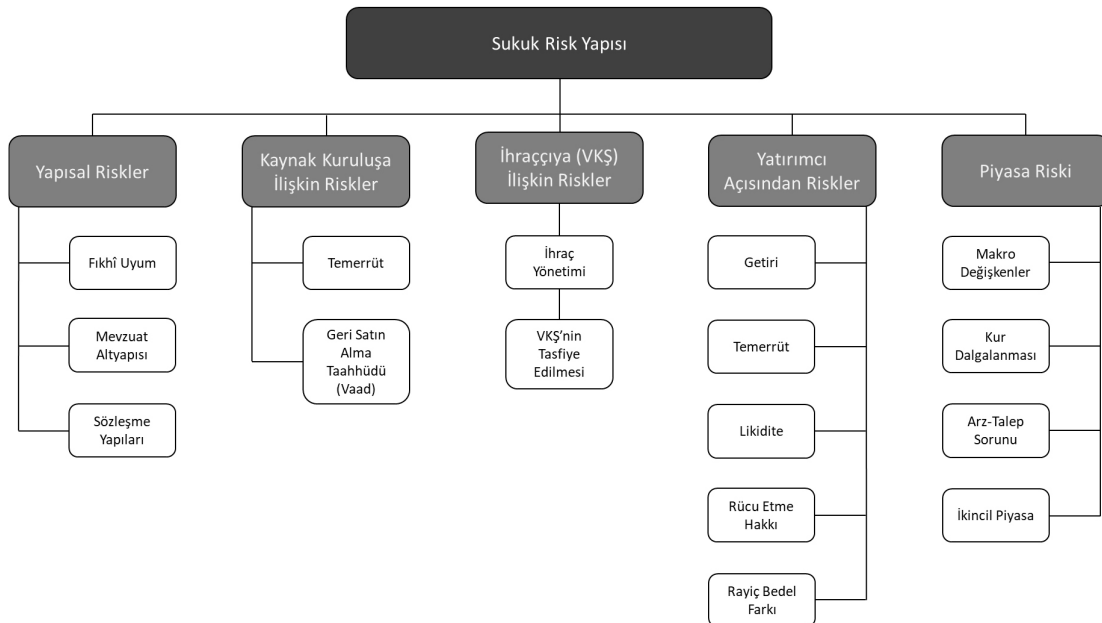 Sukuk Risk Yapısı
Yapısal Riskler
Fıkhî Uyum
Mevzuat
Altyapısı
Sözleşme
Yapıları
Kaynak Kuruluşa
İlişkin Riskler
Temerrüt
Geri Satın
Alma
Taahhüdü
(Vaad)
İhraççıya (VKŞ)
İlişkin Riskler
İhraç
Yönetimi
VKŞ’nin
Tasfiye
Edilmesi
Yatırımcı
Açısından Riskler
Getiri
Temerrüt
Likidite
Rücu Etme
Hakkı
Rayiç Bedel
Farkı
Piyasa Riski
Makro
Değişkenler
Kur
Dalgalanması
Arz-Talep
Sorunu
İkincil Piyasa